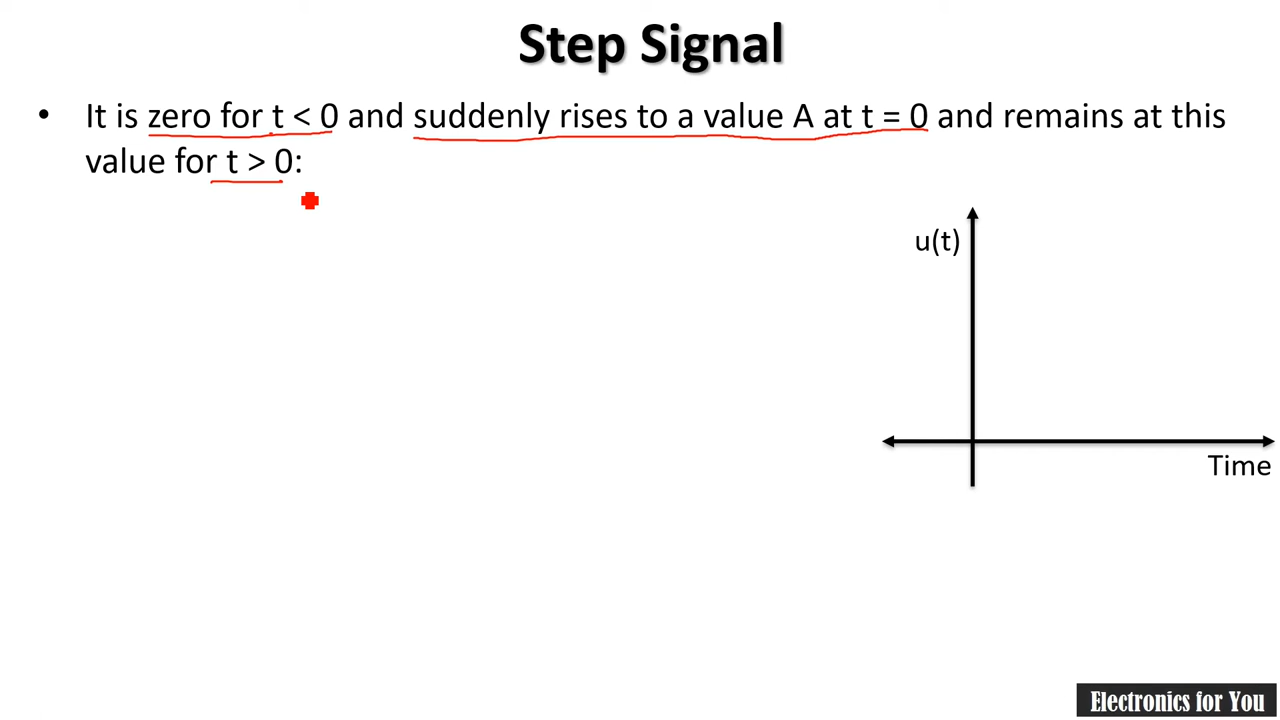 Step Signal
• It is zero for t < 0 and suddenly rises to a value A at t = 0 and remains at this
value for t > 0:
u(t)
Time
Electronics for You